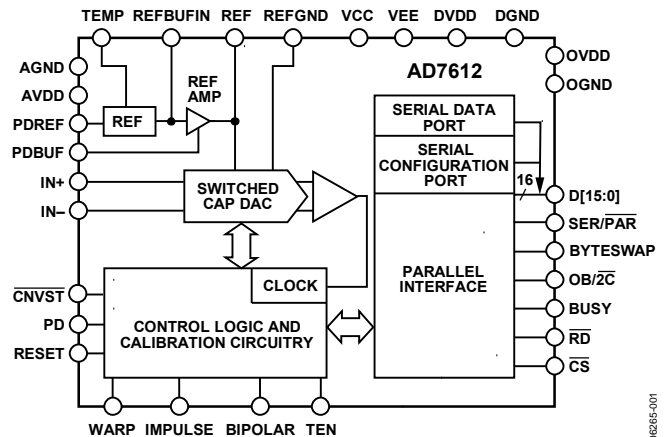 TEMP REFBUFIN REF REFGND VCC VEE DVDD DGND
AGND
AVDD
PDREF
PDBUF
IN+
IN–
CNVST
PD
RESET
REF
REF
AMP
SWITCHED
CAP DAC
CLOCK
CONTROL LOGIC AND
CALIBRATION CIRCUITRY
AD7612
SERIAL DATA
PORT
SERIAL
CONFIGURATION
PORT
16
PARALLEL
INTERFACE
OVDD
OGND
D[15:0]
SER/PAR
BYTESWAP
OB/2C
BUSY
RD
CS
WARP IMPULSE BIPOLAR TEN
06265-001